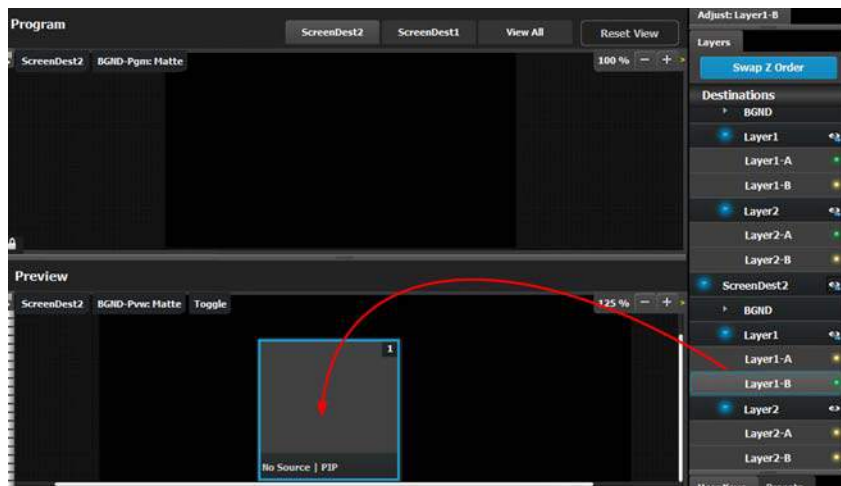 Program
ScreenDest2
ScreenDest1
View All
Reset View
ScreenDest2
BGND-Pgm: Matte
100 %
−
+
Preview
ScreenDest2
BGND-Pvw: Matte
Toggle
125 %
−
+
1
No Source | PIP
Adjust: Layer1-B
Layers
Swap Z Order
Destinations
BGND
Layer1
Layer1-A
Layer1-B
Layer2
Layer2-A
Layer2-B
ScreenDest2
BGND
Layer1
Layer1-A
Layer1-B
Layer2
Layer2-A
Layer2-B